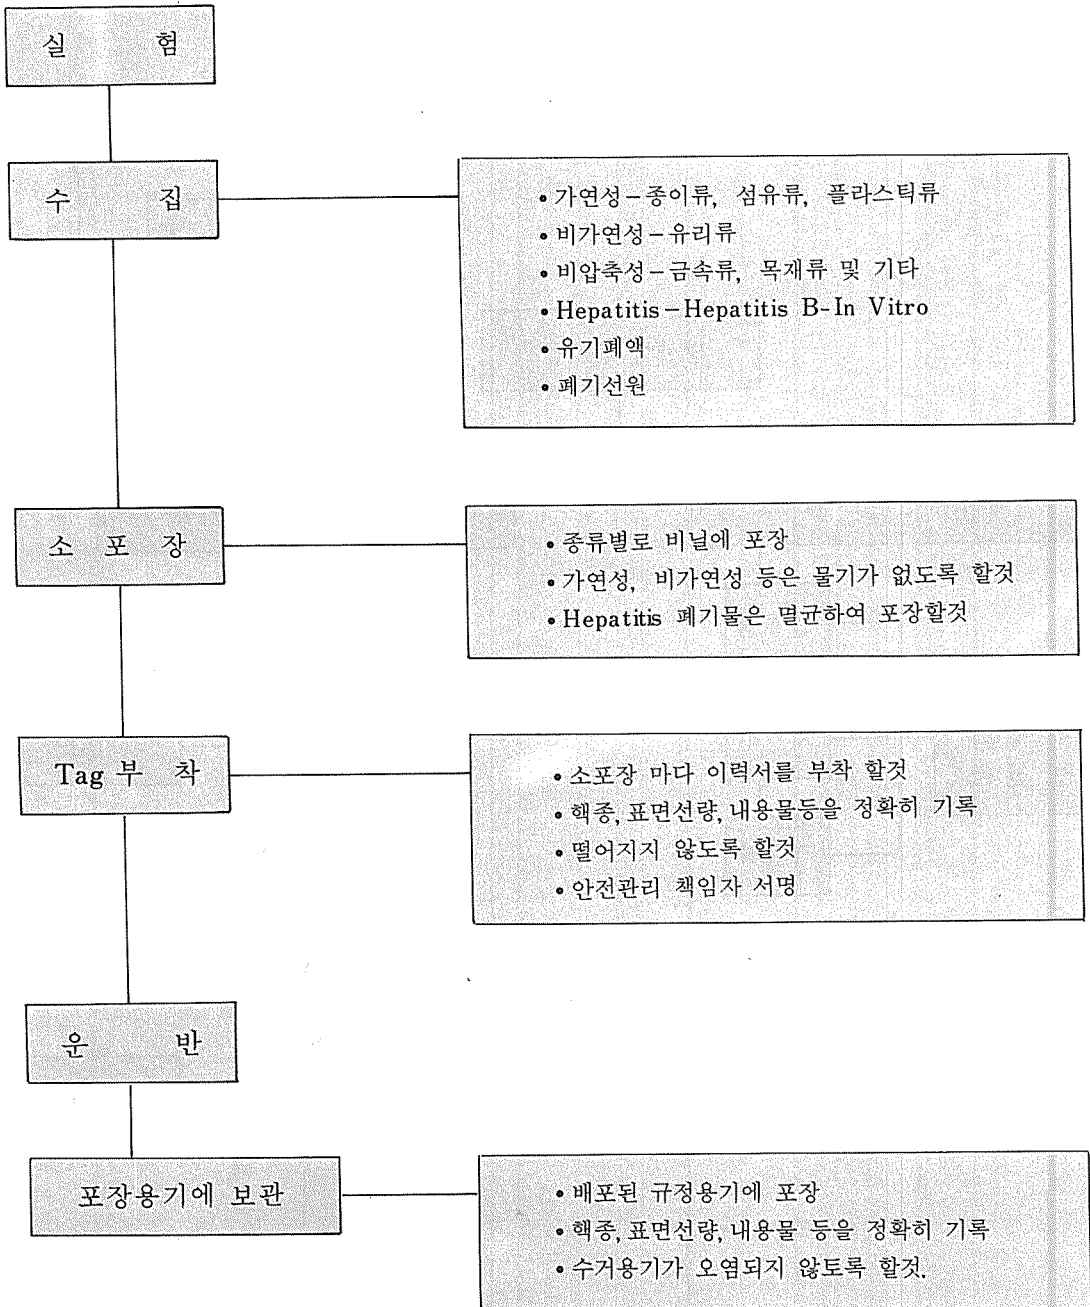 실 험
수 집
• 가연성-종이류, 섬유류, 플라스틱류
• 비가연성-유리류
• 비압축성-금속류, 목재류 및 기타
• Hepatitis-Hepatitis B-In Vitro
• 유기폐액
• 폐기선원
소 포 장
• 종류별로 비닐에 포장
• 가연성, 비가연성 등은 물기가 없도록 할것
• Hepatitis 폐기물은 멸균하여 포장할것
Tag 부 착
• 소포장 마다 이력서를 부착 할것
• 핵종, 표면선량, 내용물등을 정확히 기록
• 떨어지지 않도록 할것
• 안전관리 책임자 서명
운 반
포장용기에 보관
• 배포된 규정용기에 포장
• 핵종, 표면선량, 내용물 등을 정확히 기록
• 수거용기가 오염되지 않토록 할것.